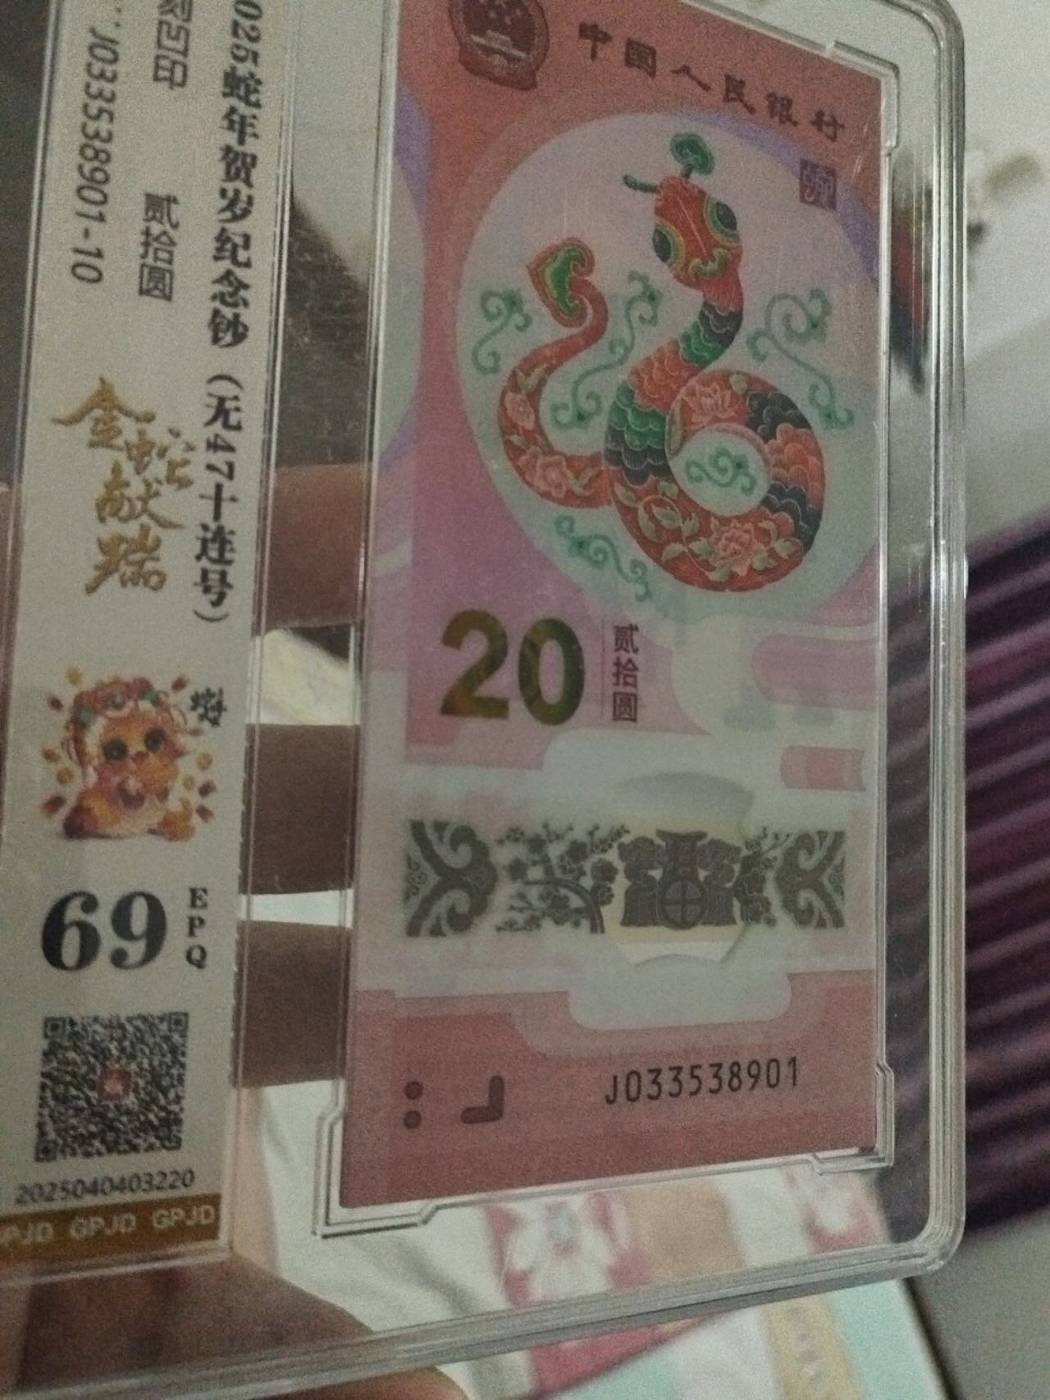 2025蛇年贺岁纪念钞（无47十连号）
刻凹印 贰拾圆
J033538901-10
金蛇献瑞
69
EPQ
2025040403220
GPJD GPJD GPJD
中国人民银行
20
贰拾圆
J033538901